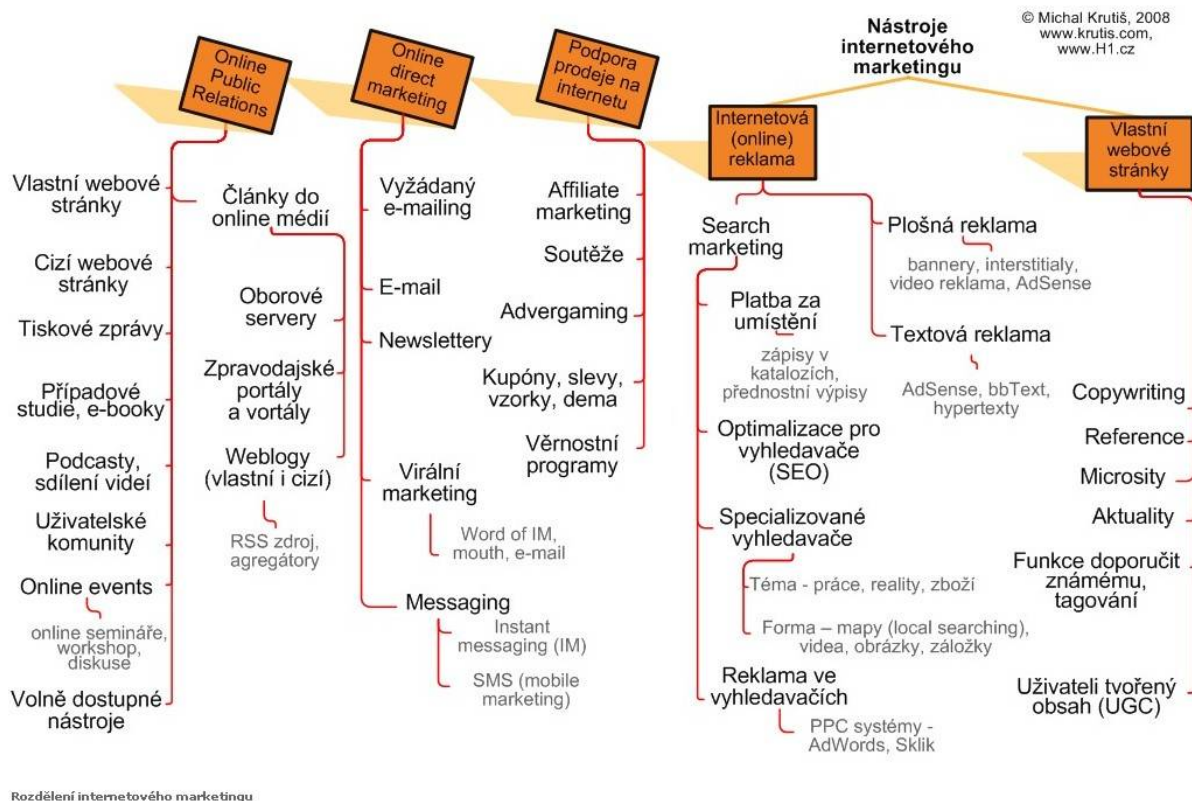 Nástroje
internetového
marketingu
© Michal Krutiš, 2008
www.krutis.com,
www.H1.cz
Online
Public
Relations
Vlastní webové
stránky
Cizí webové
stránky
Tiskové zprávy
Případové
studie, e-booky
Podcasty,
sdílení videí
Uživatelské
komunity
Online events
online semináře,
workshop,
diskuse
Volně dostupné
nástroje
Články do
online médií
Oborové
servery
Zpravodajské
portály
a vortály
Weblogy
(vlastní i cizí)
RSS zdroj,
agregátory
Online
direct
marketing
Vyžádaný
e-mailing
E-mail
Newslettery
Virální
marketing
Word of IM,
mouth, e-mail
Messaging
Instant
messaging (IM)
SMS (mobile
marketing)
Podpora
prodeje na
internetu
Affiliate
marketing
Soutěže
Advergaming
Kupóny, slevy,
vzorky, dema
Věrnostní
programy
Internetová
(online)
reklama
Search
marketing
Platba za
umístění
zápisy v
katalozích,
přednostní výpisy
Optimalizace pro
vyhledavače
(SEO)
Specializované
vyhledavače
Téma - práce, reality, zboží
Forma – mapy (local searching),
videa, obrázky, záložky
Reklama ve
vyhledavačích
PPC systémy -
AdWords, Sklik
Plošná reklama
bannery, interstitialy,
video reklama, AdSense
Textová reklama
AdSense, bbText,
hypertexty
Vlastní
webové
stránky
Copywriting
Reference
Microsity
Aktuality
Funkce doporučit
známému,
tagování
Uživateli tvořený
obsah (UGC)
Rozdělení internetového marketingu